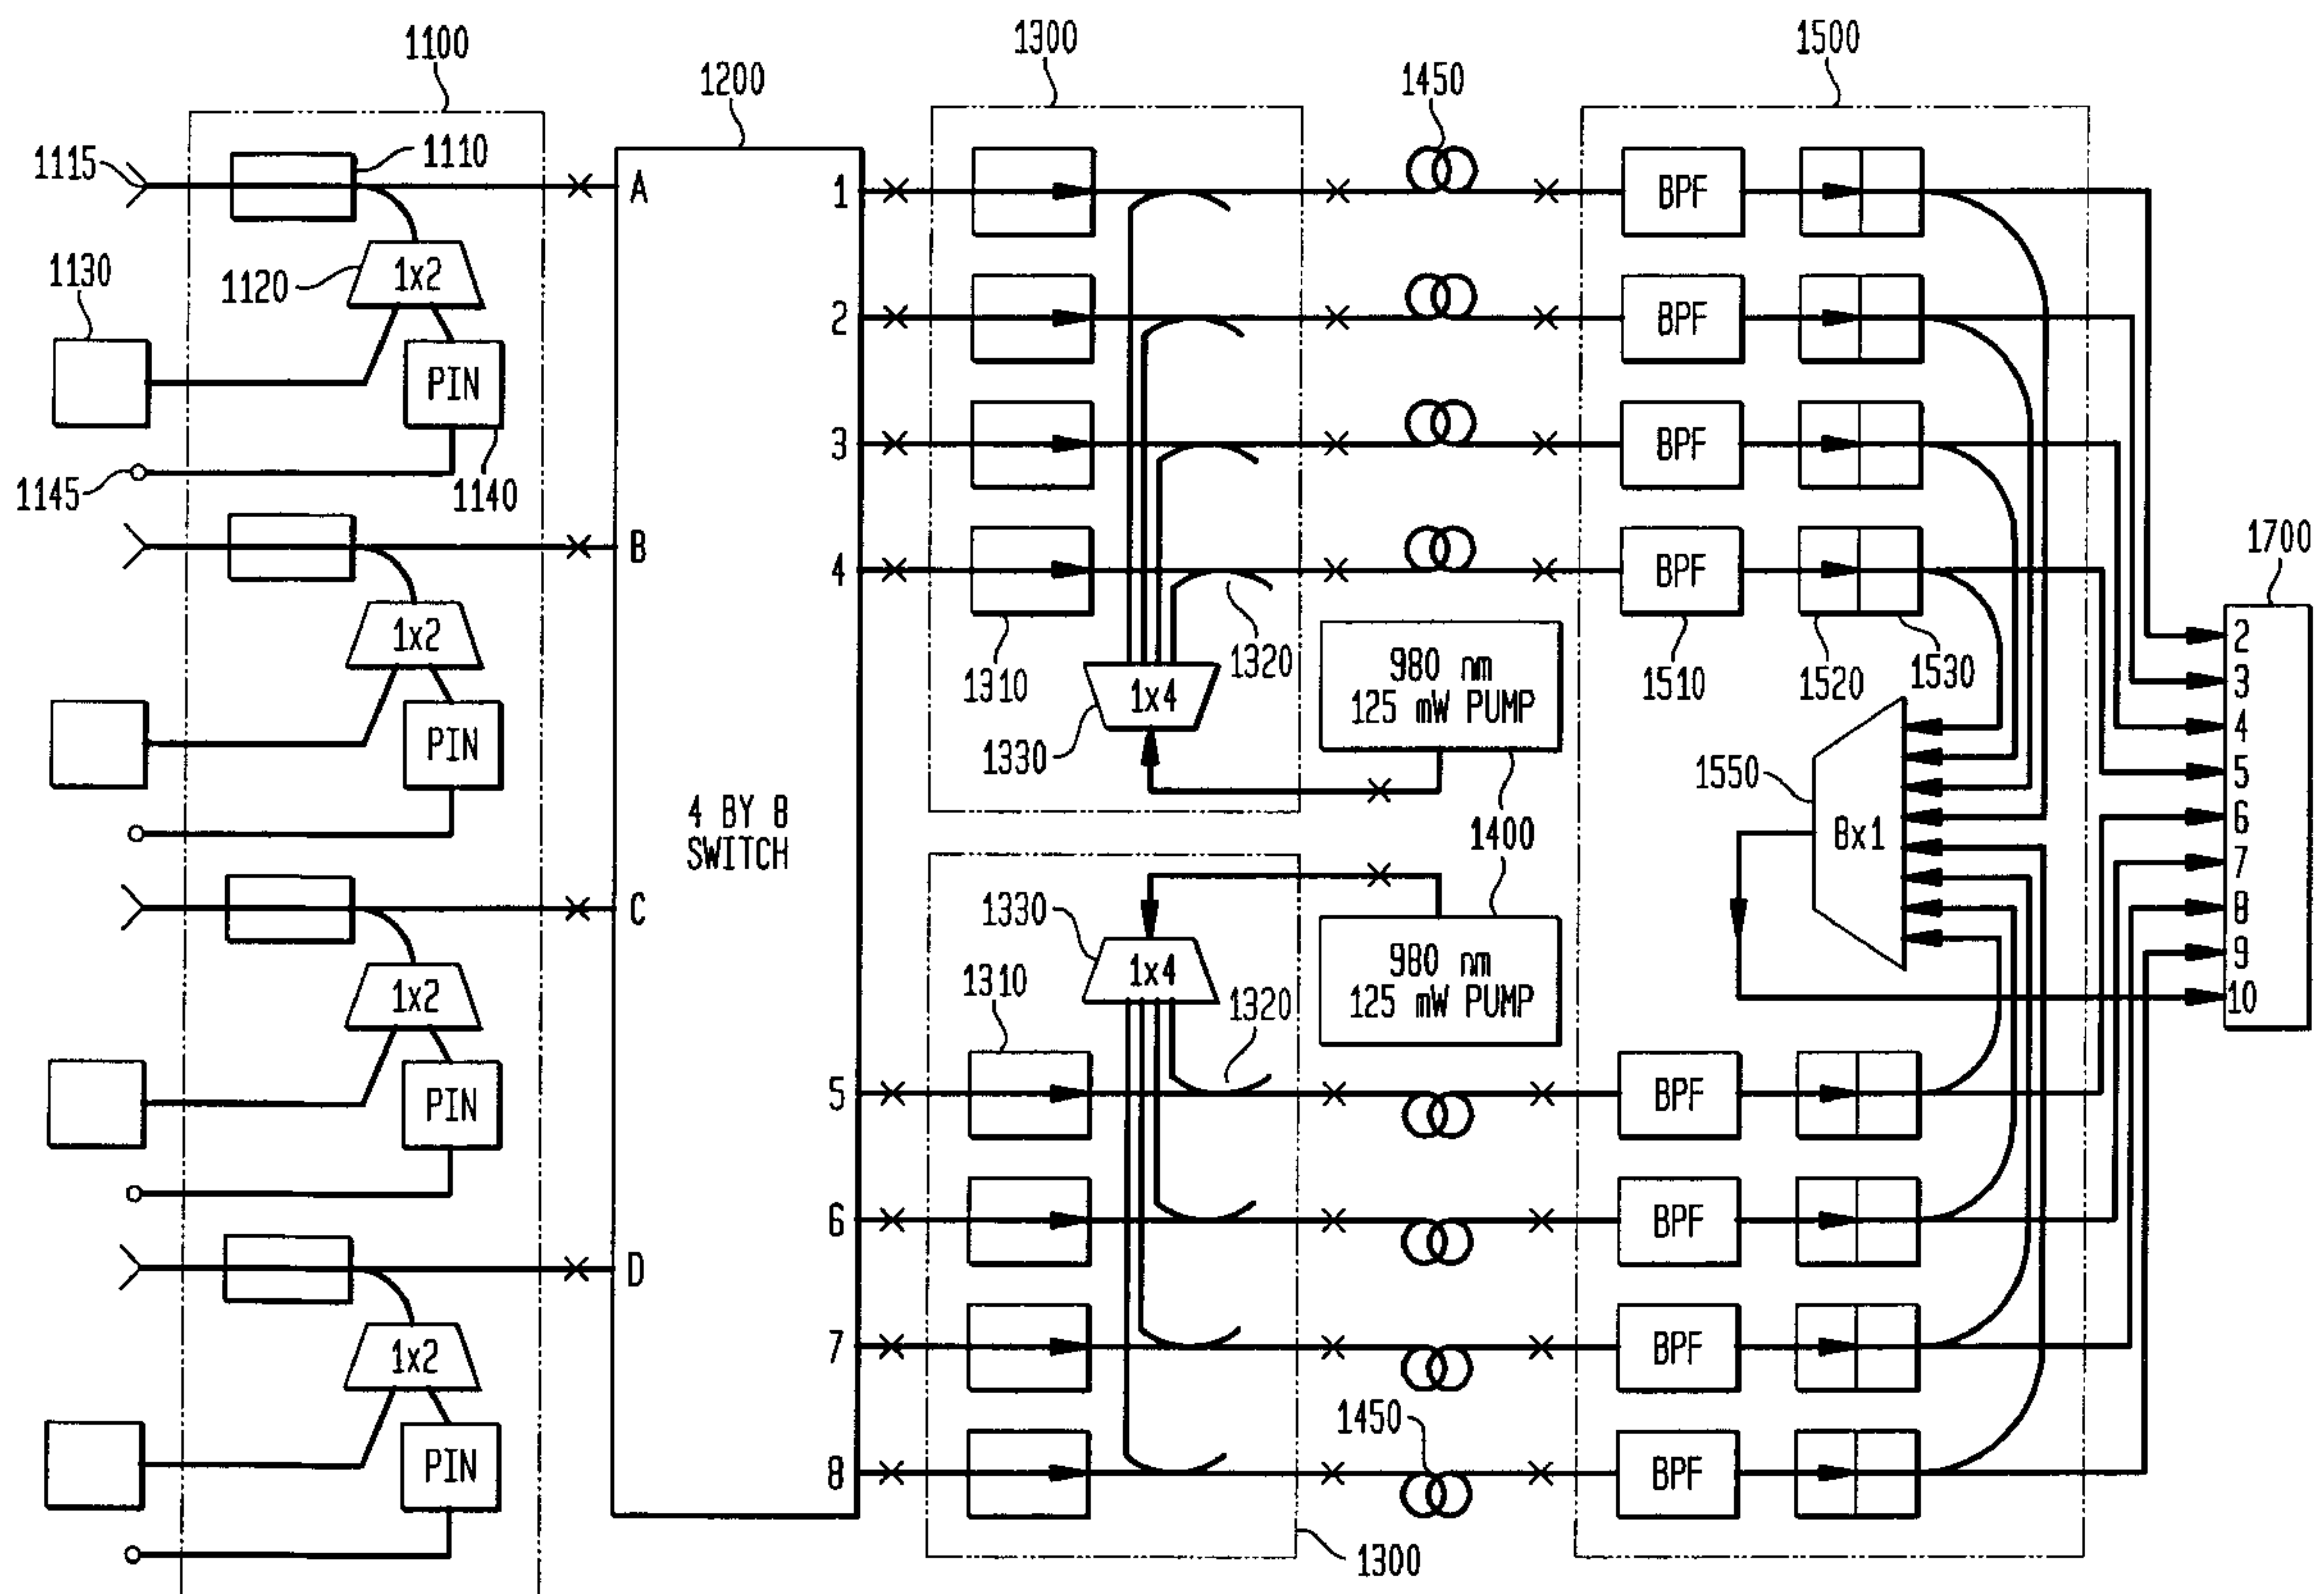 1100
1200
1300
1450
1500
1115
1110
1120
1x2
1130
PIN
1145
1140
A
1x2
PIN
B
1x2
PIN
C
1x2
PIN
D
4 BY 8
SWITCH
1
2
3
4
5
6
7
8
1310
1320
1x4
1330
980 nm
125 mW PUMP
1400
1330
1x4
1310
1320
980 nm
125 mW PUMP
1450
1300
BPF
BPF
BPF
BPF
1510
1520
1530
1550
8x1
BPF
BPF
BPF
BPF
1700
2
3
4
5
6
7
8
9
10